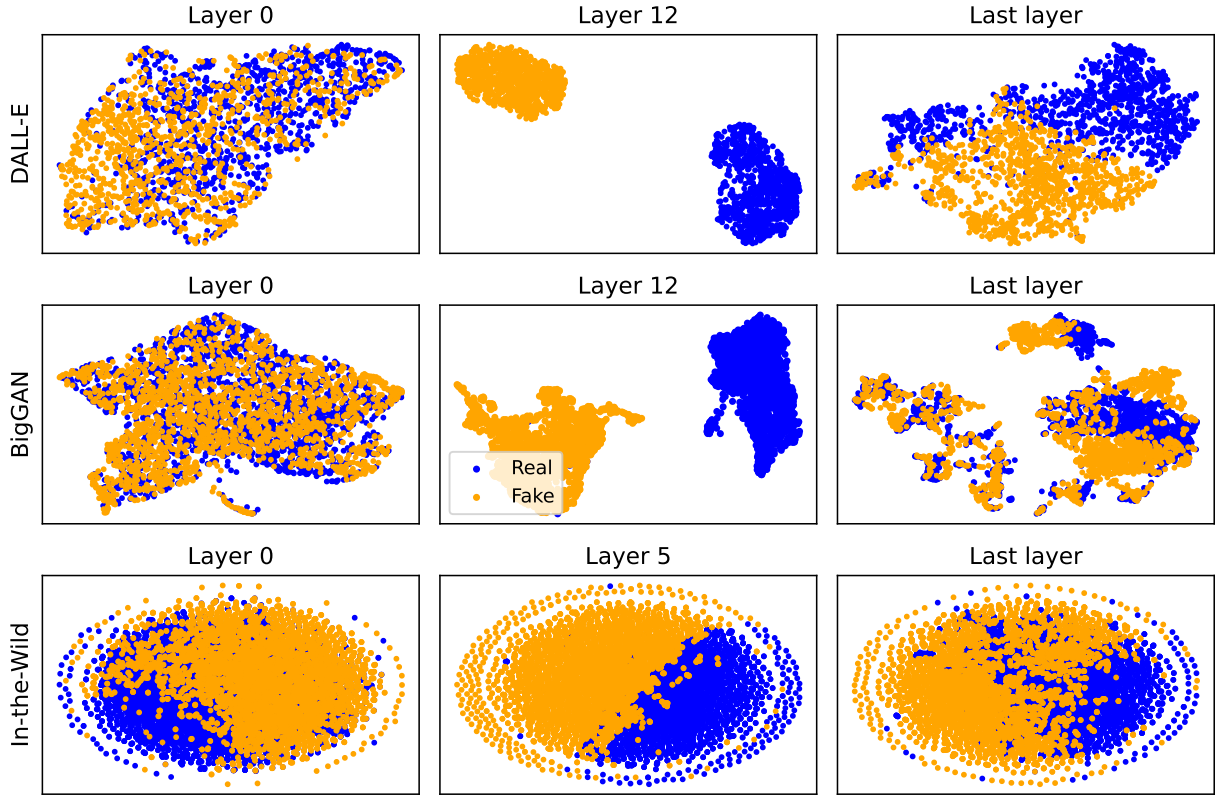 Layer 0
Layer 12
Last layer
DALL-E
Layer 0
Layer 12
Last layer
BigGAN
Real
Fake
Layer 0
Layer 5
Last layer
In-the-Wild